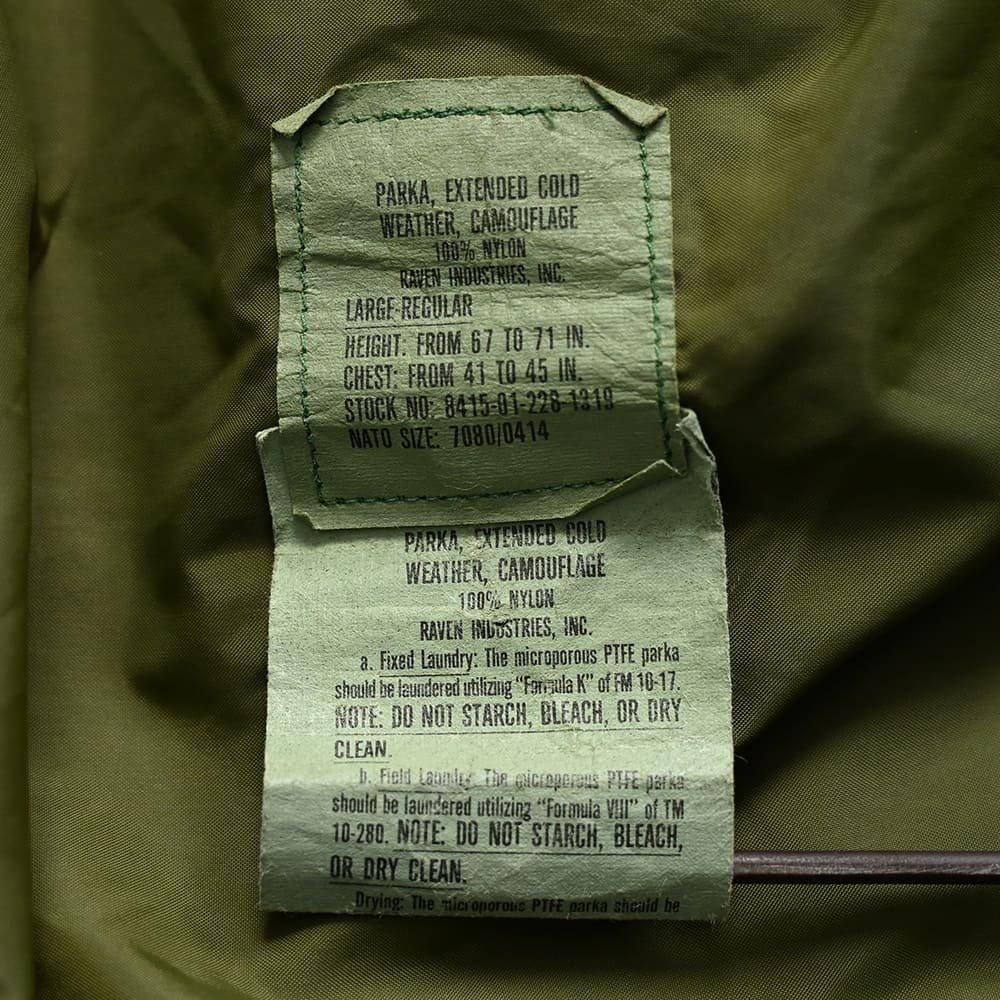 PARKA, EXTENDED COLD
WEATHER, CAMOUFLAGE
100% NYLON
RAVEN INDUSTRIES, INC.
LARGE-REGULAR
HEIGHT. FROM 67 TO 71 IN.
CHEST: FROM 41 TO 45 IN.
STOCK NO: 8415-01-228-1319
NATO SIZE: 7080/0414
PARKA, EXTENDED COLD
WEATHER, CAMOUFLAGE
100% NYLON
RAVEN INDUSTRIES, INC.
a. Fixed Laundry: The microporous PTFE parka
should be laundered utilizing "Formula K" of FM 10-17.
NOTE: DO NOT STARCH, BLEACH, OR DRY
CLEAN.
b. Field Laundry. The microporous PTFE parka
should be laundered utilizing "Formula VIII" of TM
10-280. NOTE: DO NOT STARCH, BLEACH,
OR DRY CLEAN.
Drying: The microporous PTFE parka should be